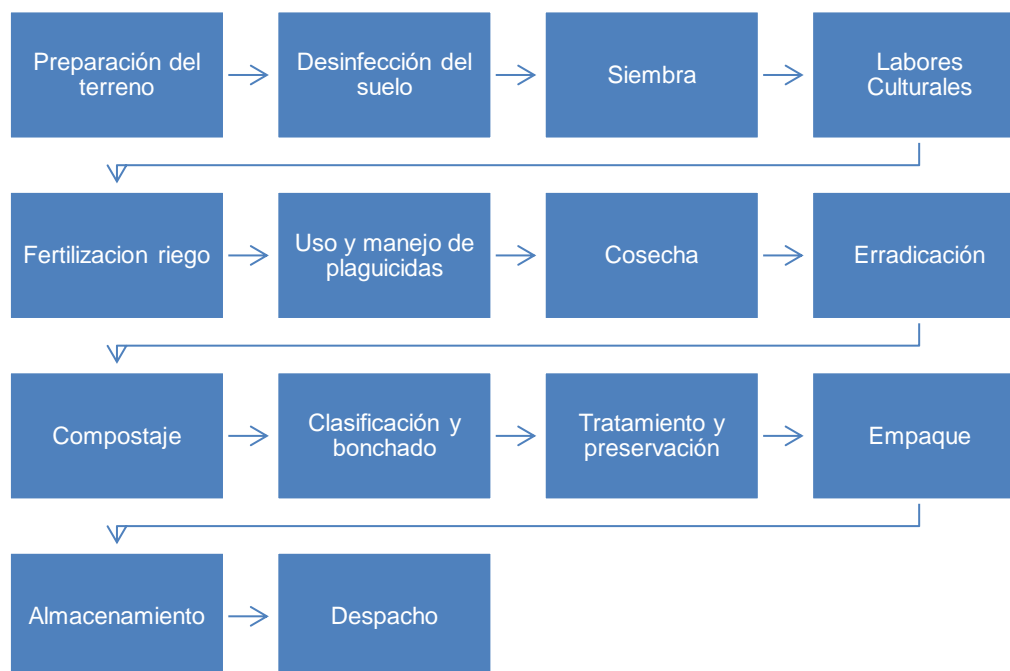 Preparación del
terreno
Desinfección del
suelo
Siembra
Labores
Culturales
Fertilizacion riego
Uso y manejo de
plaguicidas
Cosecha
Erradicación
Compostaje
Clasificación y
bonchado
Tratamiento y
preservación
Empaque
Almacenamiento
Despacho